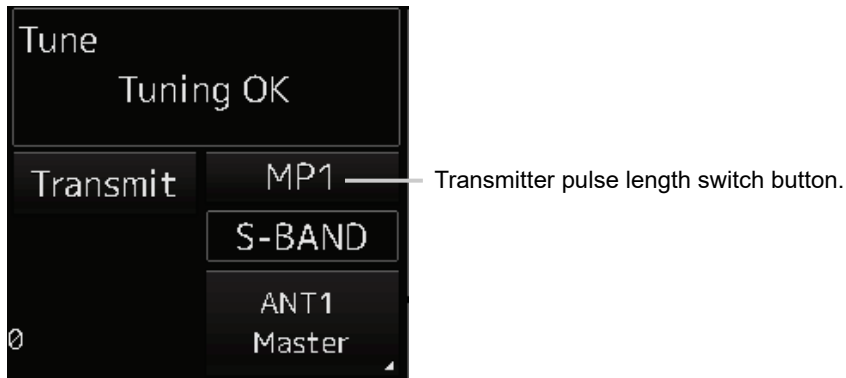 Tune
Tuning OK
Transmit
MP1
Transmitter pulse length switch button.
S-BAND
ANT1
Master
0